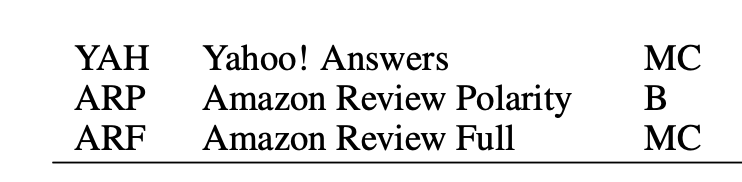 YAH Yahoo! Answers MC
ARP Amazon Review Polarity B
ARF Amazon Review Full MC